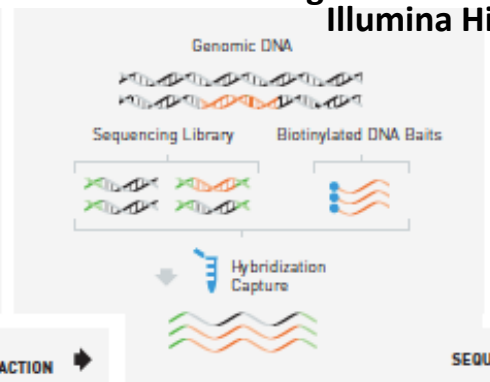 Illumina Hi
Genomic DNA
Sequencing Library
Biotinylated DNA Baits
Hybridization
Capture
ACTION
SEQU